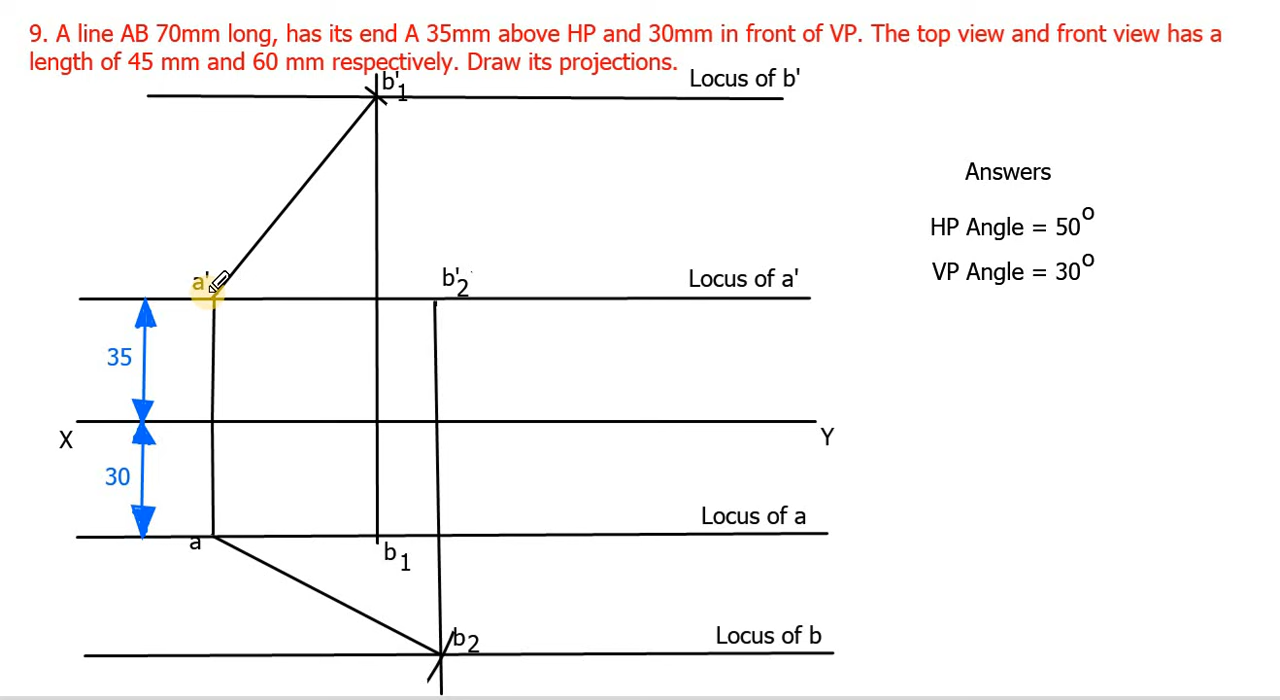 9. A line AB 70mm long, has its end A 35mm above HP and 30mm in front of VP. The top view and front view has a
length of 45 mm and 60 mm respectively. Draw its projections.
b'1
Locus of b'
Answers
HP Angle = 50°
VP Angle = 30°
a'
b'2
Locus of a'
35
X
Y
30
Locus of a
a
b1
b2
Locus of b